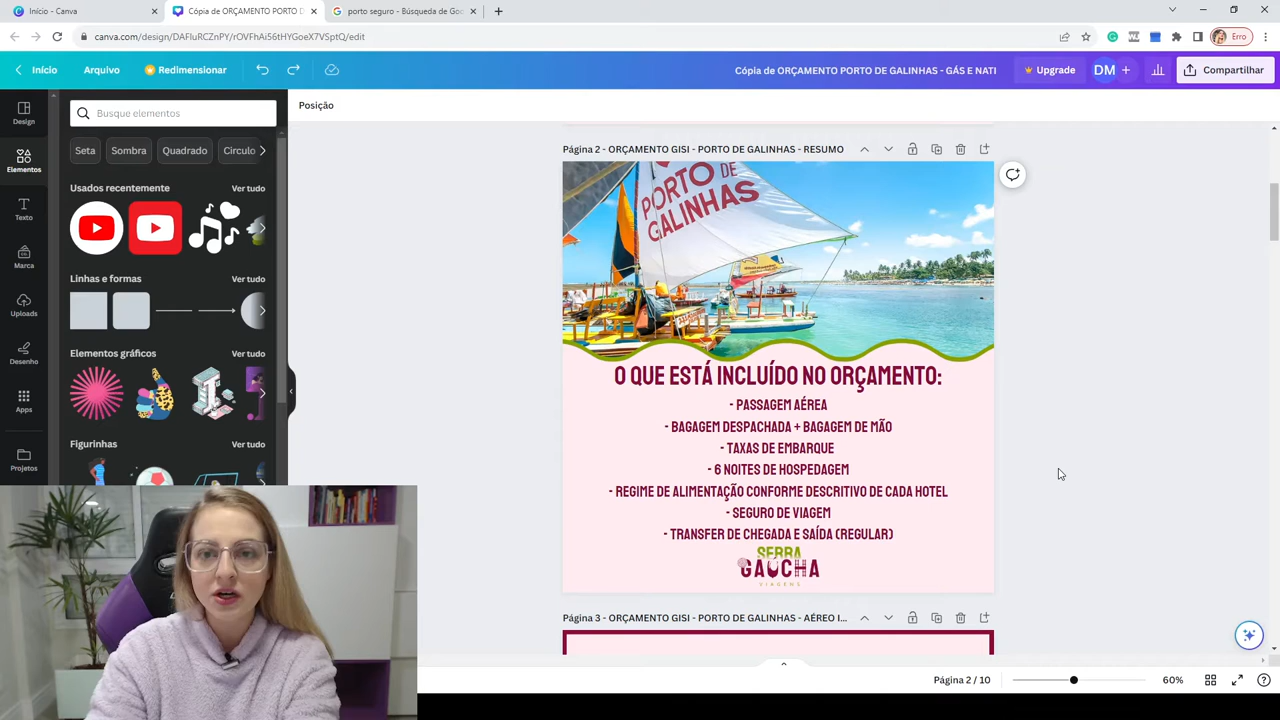 Início - Canva
Cópia de ORÇAMENTO PORTO D
porto seguro - Búsqueda de Goo
canva.com/design/DAFluRCZnPY/rOVFhAi56tHYGoeX7VSptQ/edit
Erro
Início
Arquivo
Redimensionar
Cópia de ORÇAMENTO PORTO DE GALINHAS - GÁS E NATI
Upgrade
DM
Compartilhar
Posição
Design
Elementos
Texto
Marca
Uploads
Desenho
Apps
Projetos
Busque elementos
Seta
Sombra
Quadrado
Circulo
Usados recentemente
Ver tudo
Linhas e formas
Ver tudo
Elementos gráficos
Ver tudo
Figurinhas
Ver tudo
Página 2 - ORÇAMENTO GISI - PORTO DE GALINHAS - RESUMO
PORTO DE
GALINHAS
O QUE ESTÁ INCLUÍDO NO ORÇAMENTO:
- PASSAGEM AÉREA
- BAGAGEM DESPACHADA + BAGAGEM DE MÃO
- TAXAS DE EMBARQUE
- 6 NOITES DE HOSPEDAGEM
- REGIME DE ALIMENTAÇÃO CONFORME DESCRITIVO DE CADA HOTEL
- SEGURO DE VIAGEM
- TRANSFER DE CHEGADA E SAÍDA (REGULAR)
SERRA
GAÚCHA
VIAGENS
Página 3 - ORÇAMENTO GISI - PORTO DE GALINHAS - AÉREO I...
Página 2 / 10
60%